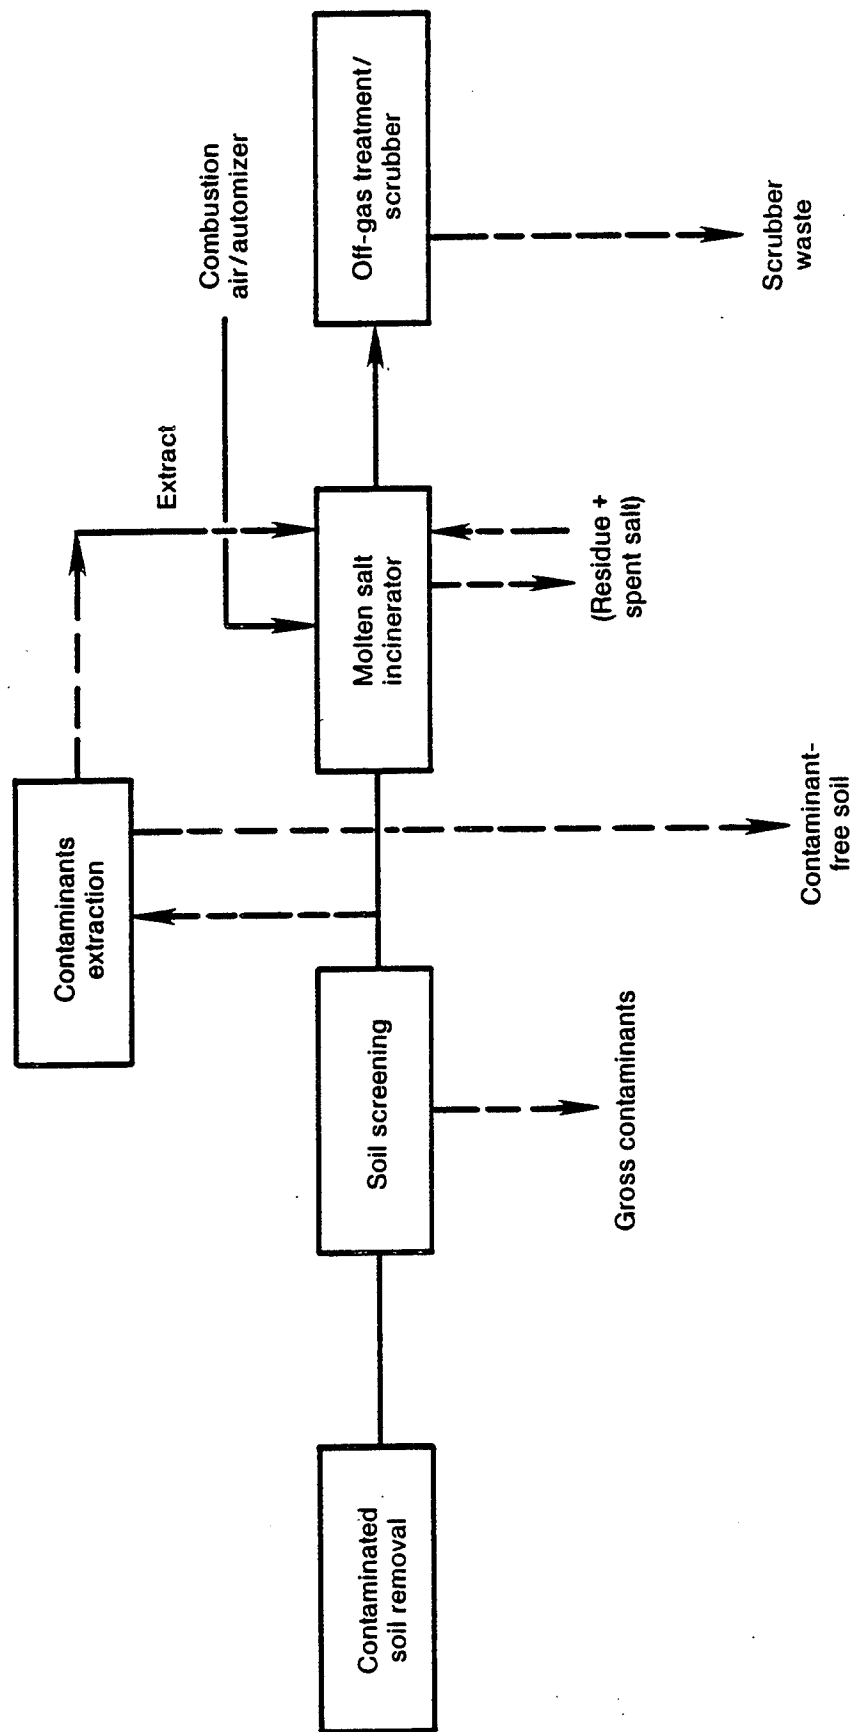 Contaminated
soil removal
Soil screening
Gross contaminants
Contaminants
extraction
Contaminant-
free soil
Extract
Combustion
air/automizer
Molten salt
incinerator
(Residue +
spent salt)
Off-gas treatment/
scrubber
Scrubber
waste